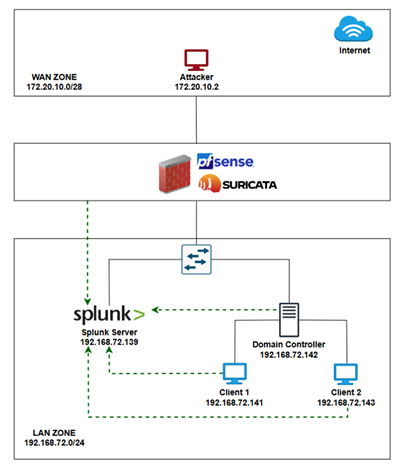 Internet
WAN ZONE
172.20.10.0/28
Attacker
172.20.10.2
pfsense
SURICATA
splunk>
Splunk Server
192.168.72.139
Domain Controller
192.168.72.142
Client 1
192.168.72.141
Client 2
192.168.72.143
LAN ZONE
192.168.72.0/24